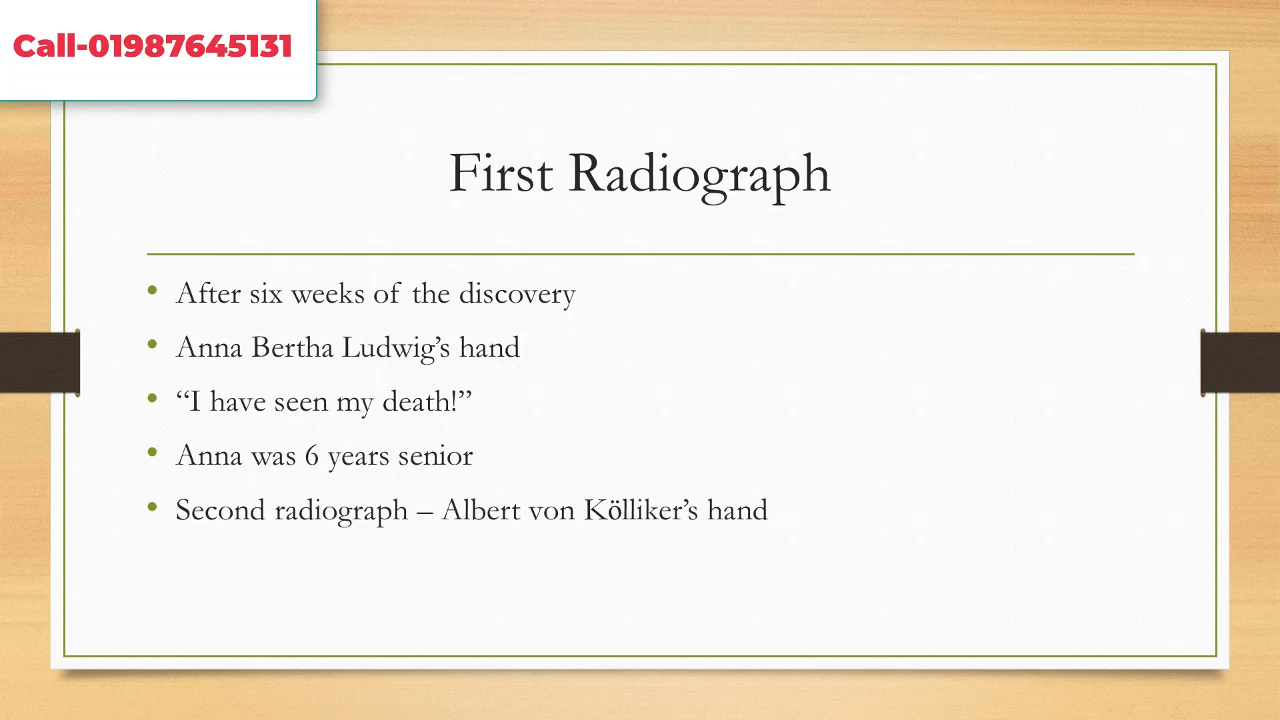 Call-01987645131
First Radiograph
• After six weeks of the discovery
• Anna Bertha Ludwig’s hand
• “I have seen my death!”
• Anna was 6 years senior
• Second radiograph – Albert von Kölliker’s hand